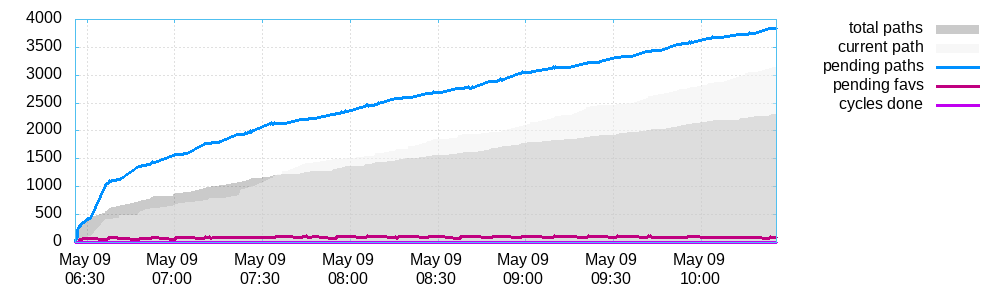 4000
3500
3000
2500
2000
1500
1000
500
0
May 09 May 09 May 09 May 09 May 09 May 09 May 09 May 09
06:30 07:00 07:30 08:00 08:30 09:00 09:30 10:00
total paths
current path
pending paths
pending favs
cycles done